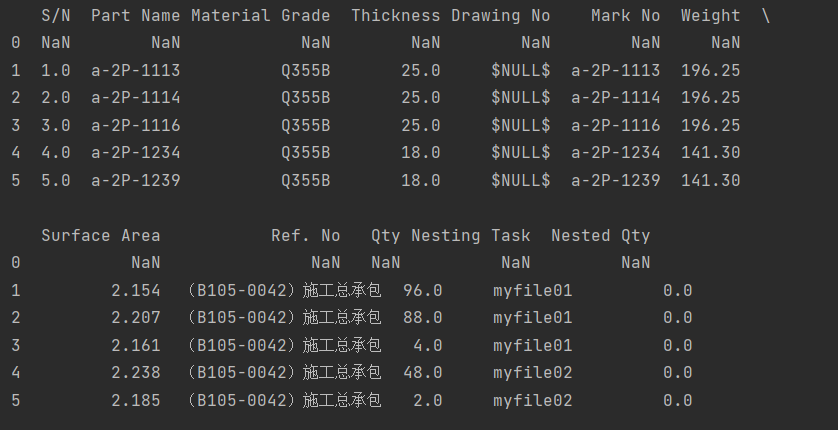 S/N Part Name Material Grade Thickness Drawing No Mark No Weight \
0 NaN NaN NaN NaN NaN NaN NaN
1 1.0 a-2P-1113 Q355B 25.0 $NULL$ a-2P-1113 196.25
2 2.0 a-2P-1114 Q355B 25.0 $NULL$ a-2P-1114 196.25
3 3.0 a-2P-1116 Q355B 25.0 $NULL$ a-2P-1116 196.25
4 4.0 a-2P-1234 Q355B 18.0 $NULL$ a-2P-1234 141.30
5 5.0 a-2P-1239 Q355B 18.0 $NULL$ a-2P-1239 141.30
Surface Area Ref. No Qty Nesting Task Nested Qty
0 NaN NaN NaN NaN NaN
1 2.154 （B105-0042）施工总承包 96.0 myfile01 0.0
2 2.207 （B105-0042）施工总承包 88.0 myfile01 0.0
3 2.161 （B105-0042）施工总承包 4.0 myfile01 0.0
4 2.238 （B105-0042）施工总承包 48.0 myfile02 0.0
5 2.185 （B105-0042）施工总承包 2.0 myfile02 0.0